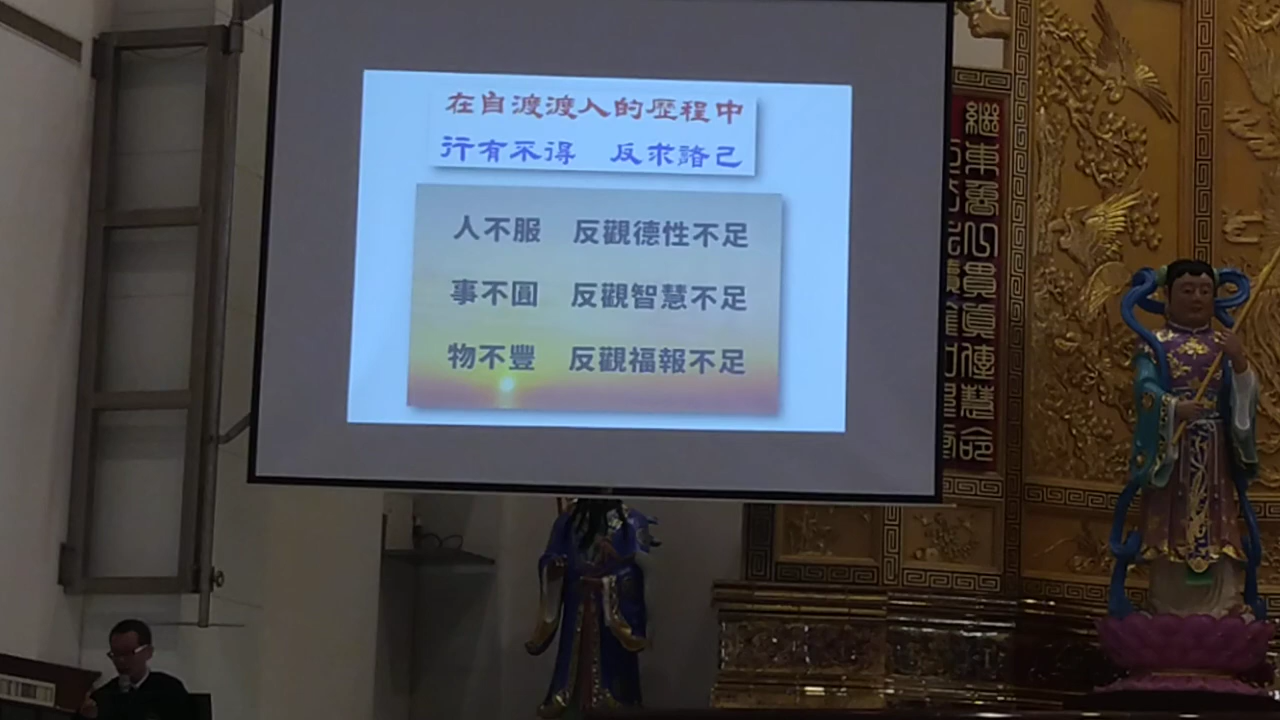 在自渡渡人的歷程中
行有不得　反求諸己
人不服　反觀德性不足
事不圓　反觀智慧不足
物不豐　反觀福報不足